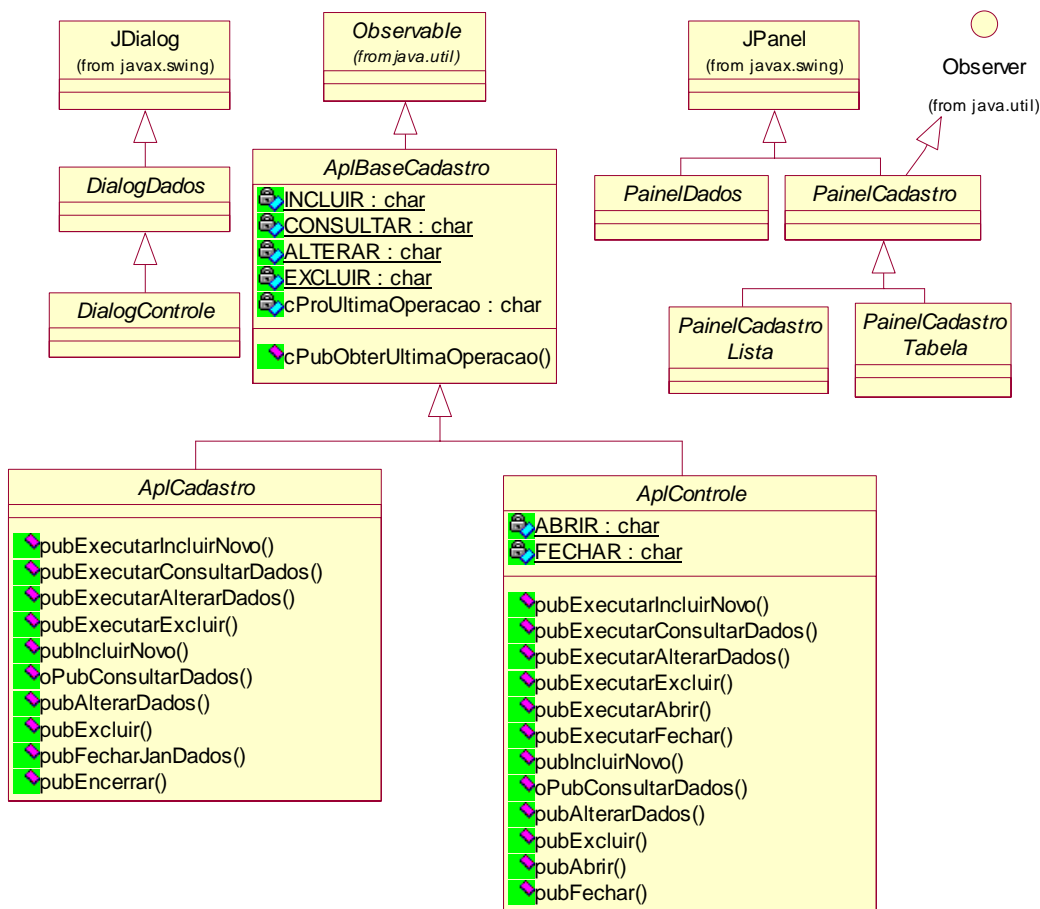 JDialog
(from javax.swing)
Observable
(from java.util)
JPanel
(from javax.swing)
Observer
(from java.util)
DialogDados
DialogControle
AplBaseCadastro
INCLUIR : char
CONSULTAR : char
ALTERAR : char
EXCLUIR : char
cProUltimaOperacao : char
cPubObterUltimaOperacao()
PainelDados
PainelCadastro
PainelCadastro
Lista
PainelCadastro
Tabela
AplCadastro
pubExecutarIncluirNovo()
pubExecutarConsultarDados()
pubExecutarAlterarDados()
pubExecutarExcluir()
pubIncluirNovo()
oPubConsultarDados()
pubAlterarDados()
pubExcluir()
pubFecharJanDados()
pubEncerrar()
AplControle
ABRIR : char
FECHAR : char
pubExecutarIncluirNovo()
pubExecutarConsultarDados()
pubExecutarAlterarDados()
pubExecutarExcluir()
pubExecutarAbrir()
pubExecutarFechar()
pubIncluirNovo()
oPubConsultarDados()
pubAlterarDados()
pubExcluir()
pubAbrir()
pubFechar()